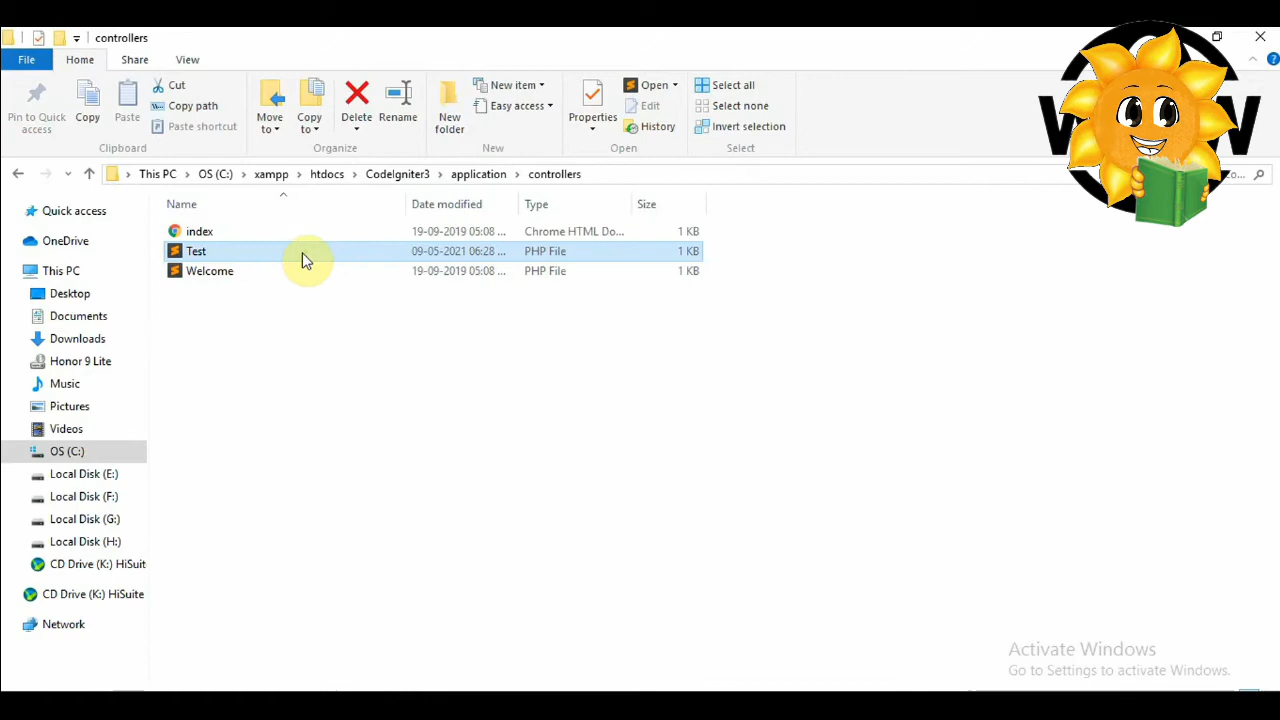 controllers
File Home Share View
Pin to Quick access
Copy
Paste
Cut
Copy path
Paste shortcut
Clipboard
Move to
Copy to
Delete
Rename
Organize
New folder
New item
Easy access
New
Properties
Open
Edit
History
Open
Select all
Select none
Invert selection
Select
This PC OS (C:) xampp htdocs CodeIgniter3 application controllers
Name Date modified Type Size
index 19-09-2019 05:08 ... Chrome HTML Do... 1 KB
Test 09-05-2021 06:28 ... PHP File 1 KB
Welcome 19-09-2019 05:08 ... PHP File 1 KB
Quick access
OneDrive
This PC
Desktop
Documents
Downloads
Honor 9 Lite
Music
Pictures
Videos
OS (C:)
Local Disk (E:)
Local Disk (F:)
Local Disk (G:)
Local Disk (H:)
CD Drive (K:) HiSuite
CD Drive (K:) HiSuite
Network
Activate Windows
Go to Settings to activate Windows.